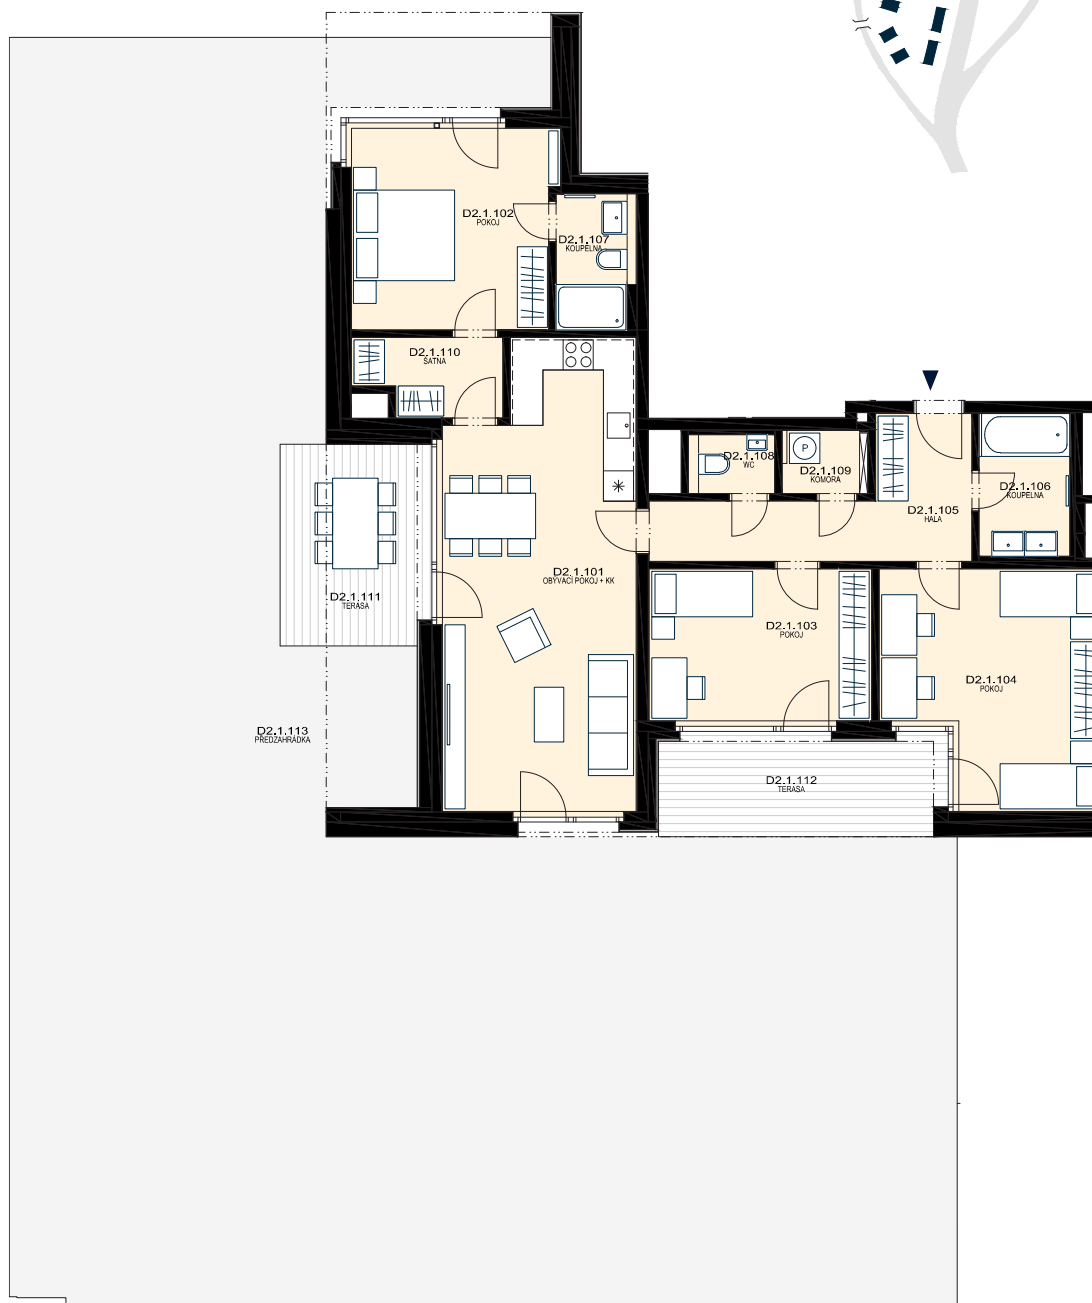 D2.1.102
POKOJ
D2.1.107
KOUPELNA
D2.1.110
ŠATNA
D2.1.108
WC
P
D2.1.109
KOMORA
D2.1.106
KOUPELNA
D2.1.105
HALA
D2.1.101
OBÝVACÍ POKOJ + KK
D2.1.111
TERASA
D2.1.103
POKOJ
D2.1.104
POKOJ
D2.1.113
PŘEDZAHRÁDKA
D2.1.112
TERASA